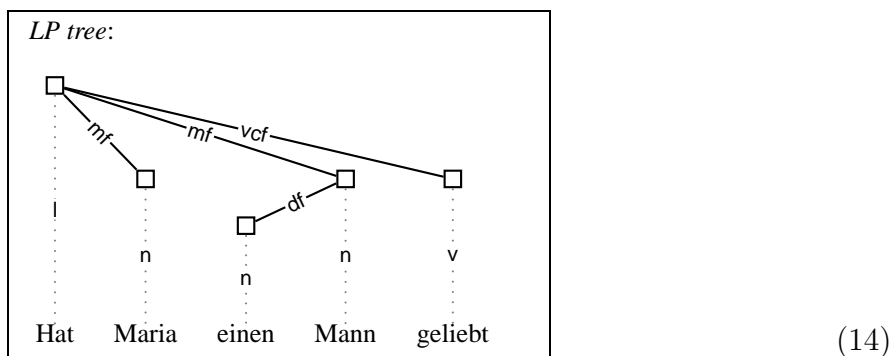 LP tree:
mf
mf
vcf
df
l
n
n
n
v
Hat Maria einen Mann geliebt
(14)